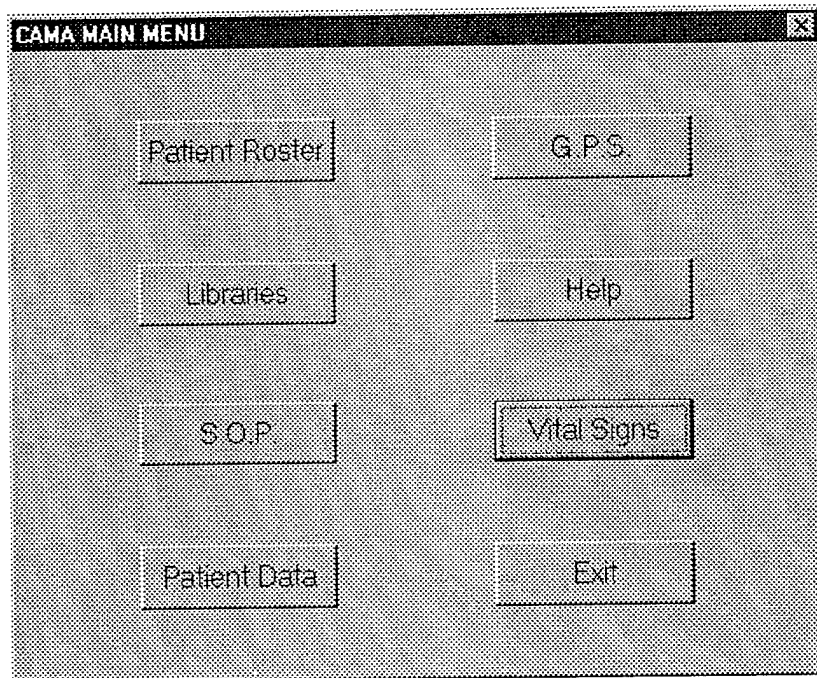 CAMA MAIN MENU
Patient Roster
G.P.S.
Libraries
Help
S.O.P.
Vital Signs
Patient Data
Exit